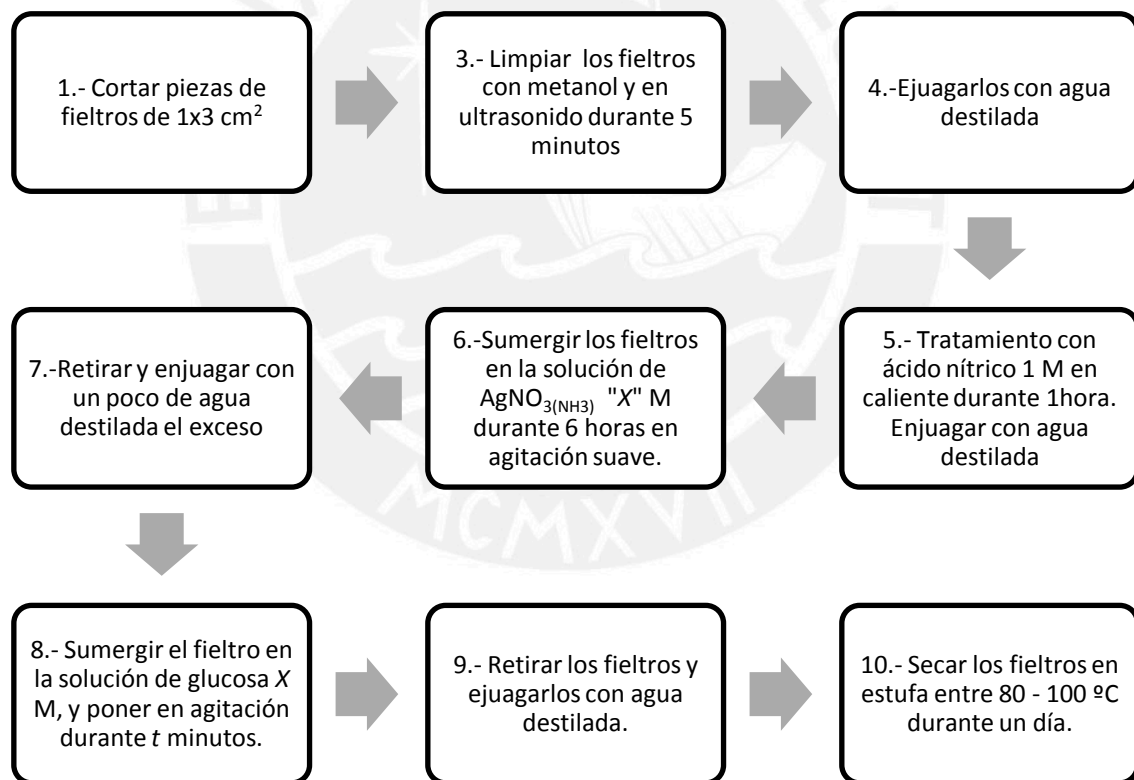 1.- Cortar piezas de
fieltros de 1x3 cm²
3.- Limpiar los fieltros
con metanol y en
ultrasonido durante 5
minutos
4.-Ejuagarlos con agua
destilada
5.- Tratamiento con
ácido nítrico 1 M en
caliente durante 1hora.
Enjuagar con agua
destilada
6.-Sumergir los fieltros
en la solución de
AgNO3(NH3) "X" M
durante 6 horas en
agitación suave.
7.-Retirar y enjuagar con
un poco de agua
destilada el exceso
8.- Sumergir el fieltro en
la solución de glucosa X
M, y poner en agitación
durante t minutos.
9.- Retirar los fieltros y
ejuagarlos con agua
destilada.
10.- Secar los fieltros en
estufa entre 80 - 100 ºC
durante un día.
MCMXVII